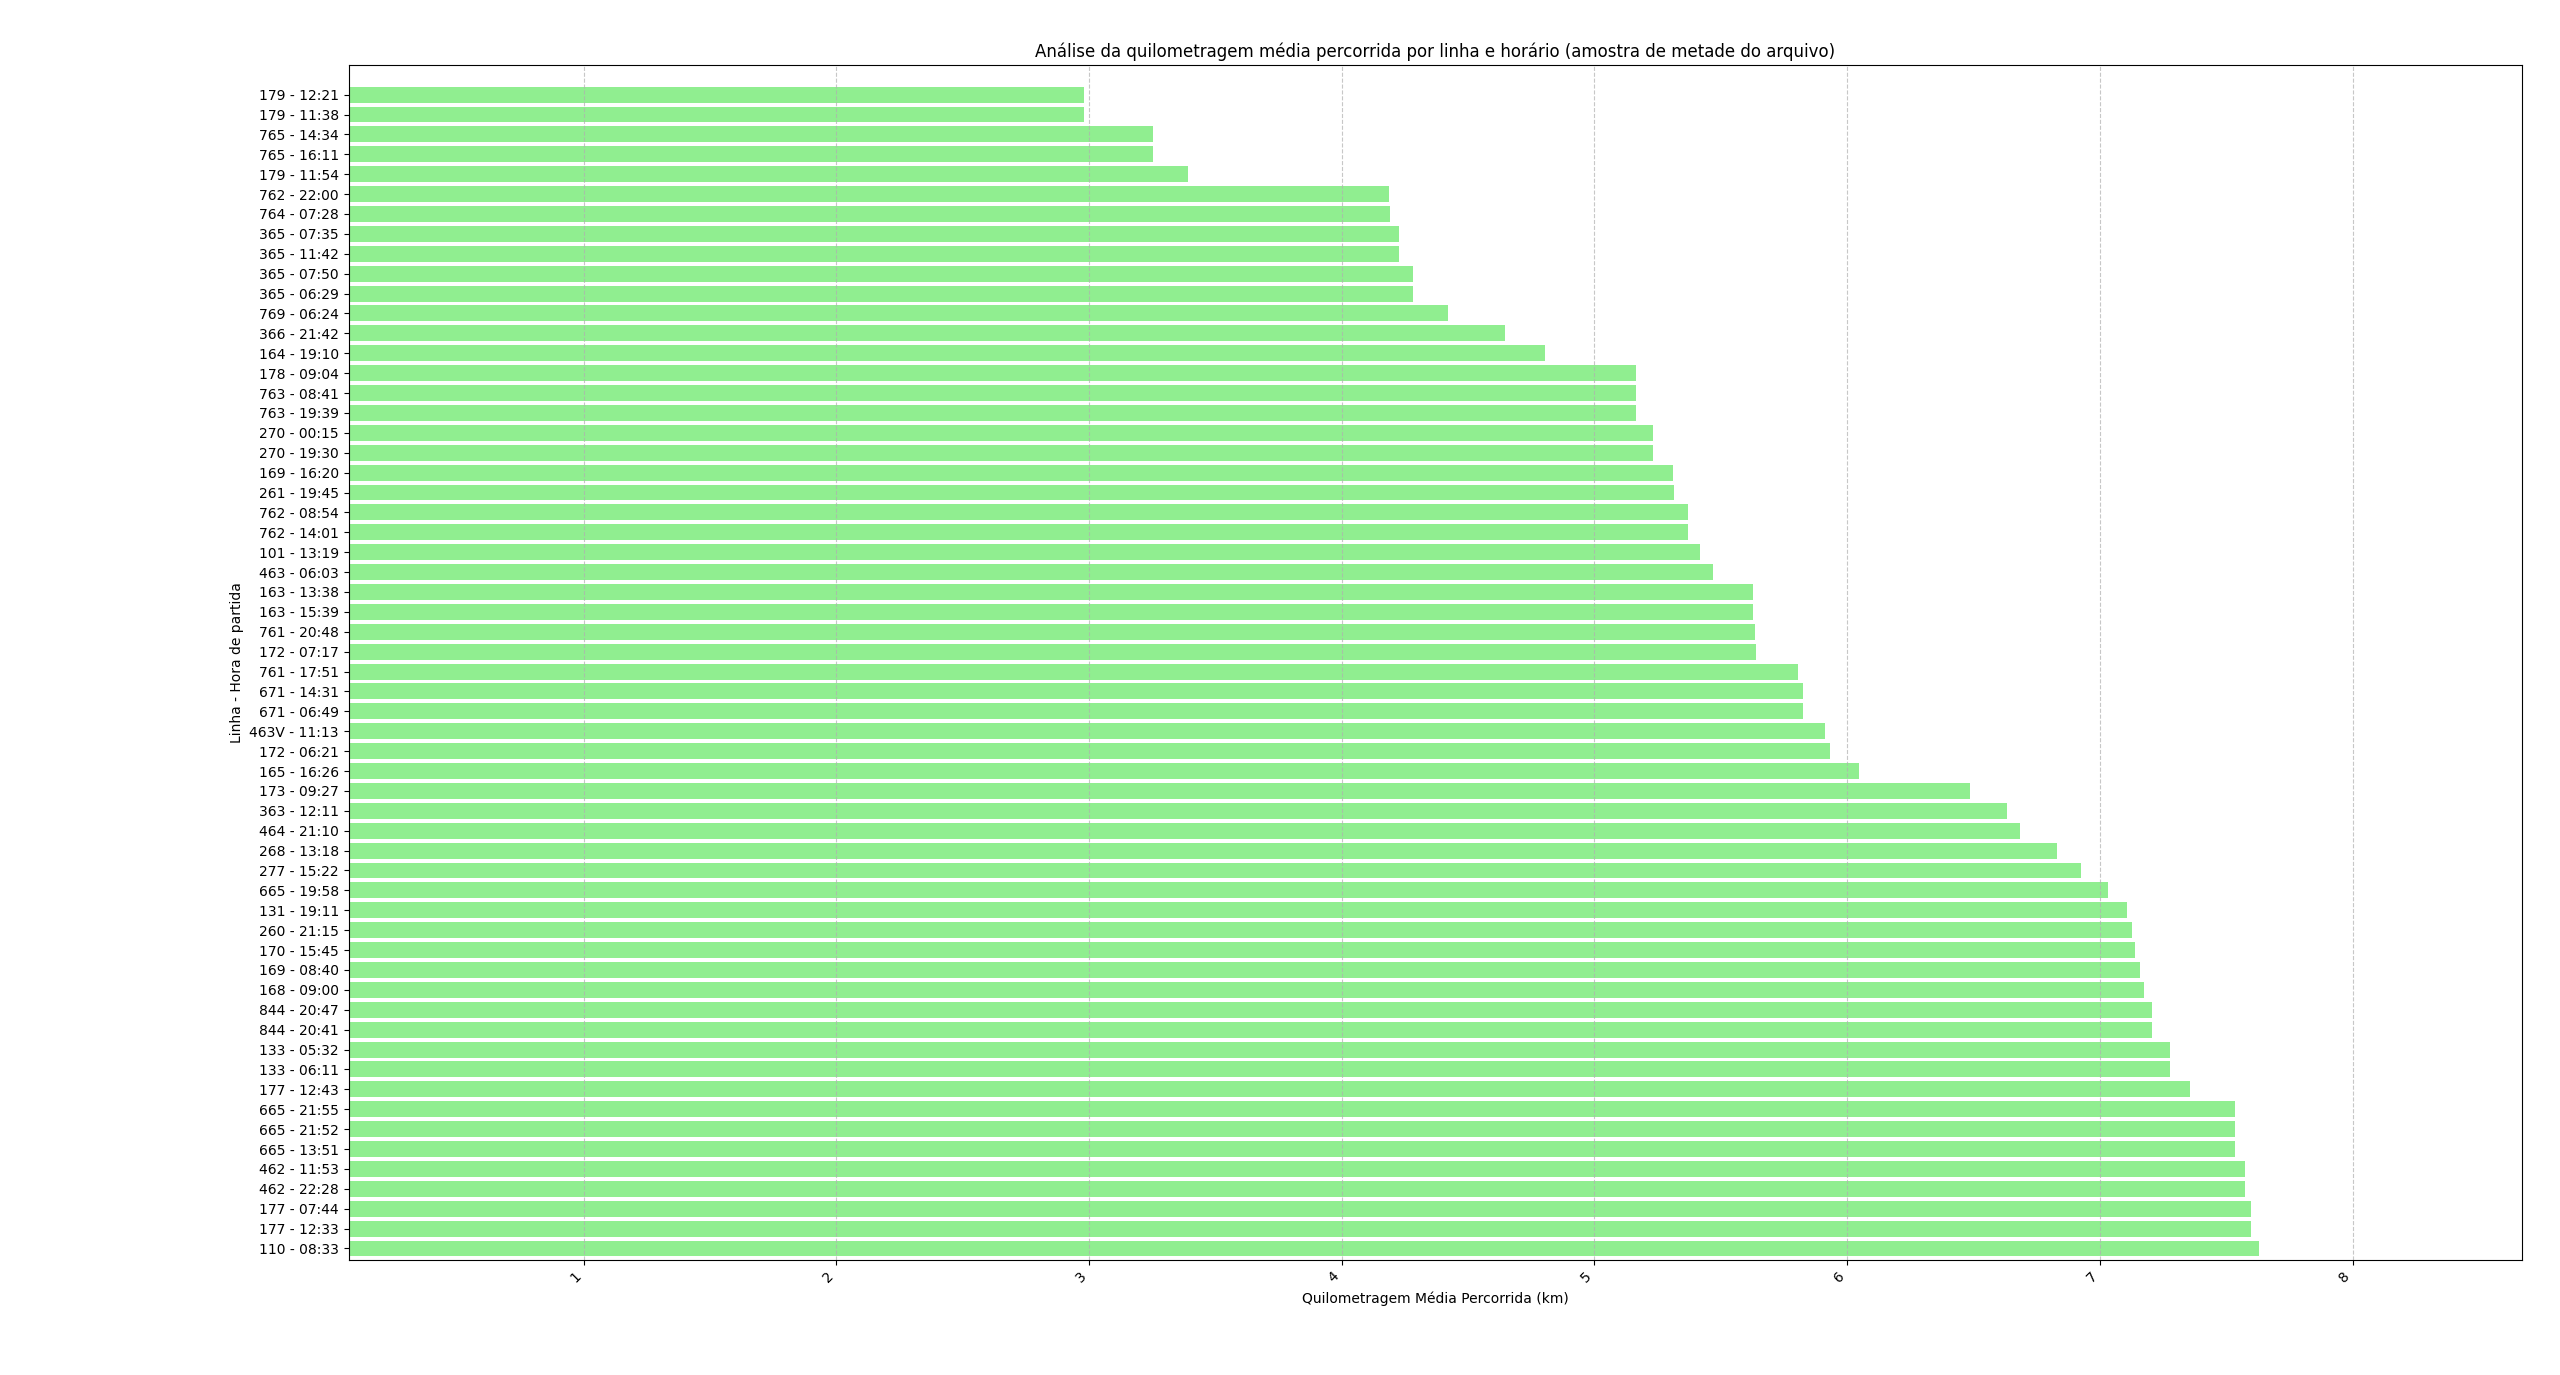 Análise da quilometragem média percorrida por linha e horário (amostra de metade do arquivo)
Linha - Hora de partida
179 - 12:21
179 - 11:38
765 - 14:34
765 - 16:11
179 - 11:54
762 - 22:00
764 - 07:28
365 - 07:35
365 - 11:42
365 - 07:50
365 - 06:29
769 - 06:24
366 - 21:42
164 - 19:10
178 - 09:04
763 - 08:41
763 - 19:39
270 - 00:15
270 - 19:30
169 - 16:20
261 - 19:45
762 - 08:54
762 - 14:01
101 - 13:19
463 - 06:03
163 - 13:38
163 - 15:39
761 - 20:48
172 - 07:17
761 - 17:51
671 - 14:31
671 - 06:49
463V - 11:13
172 - 06:21
165 - 16:26
173 - 09:27
363 - 12:11
464 - 21:10
268 - 13:18
277 - 15:22
665 - 19:58
131 - 19:11
260 - 21:15
170 - 15:45
169 - 08:40
168 - 09:00
844 - 20:47
844 - 20:41
133 - 05:32
133 - 06:11
177 - 12:43
665 - 21:55
665 - 21:52
665 - 13:51
462 - 11:53
462 - 22:28
177 - 07:44
177 - 12:33
110 - 08:33
1 2 3 4 5 6 7 8
Quilometragem Média Percorrida (km)